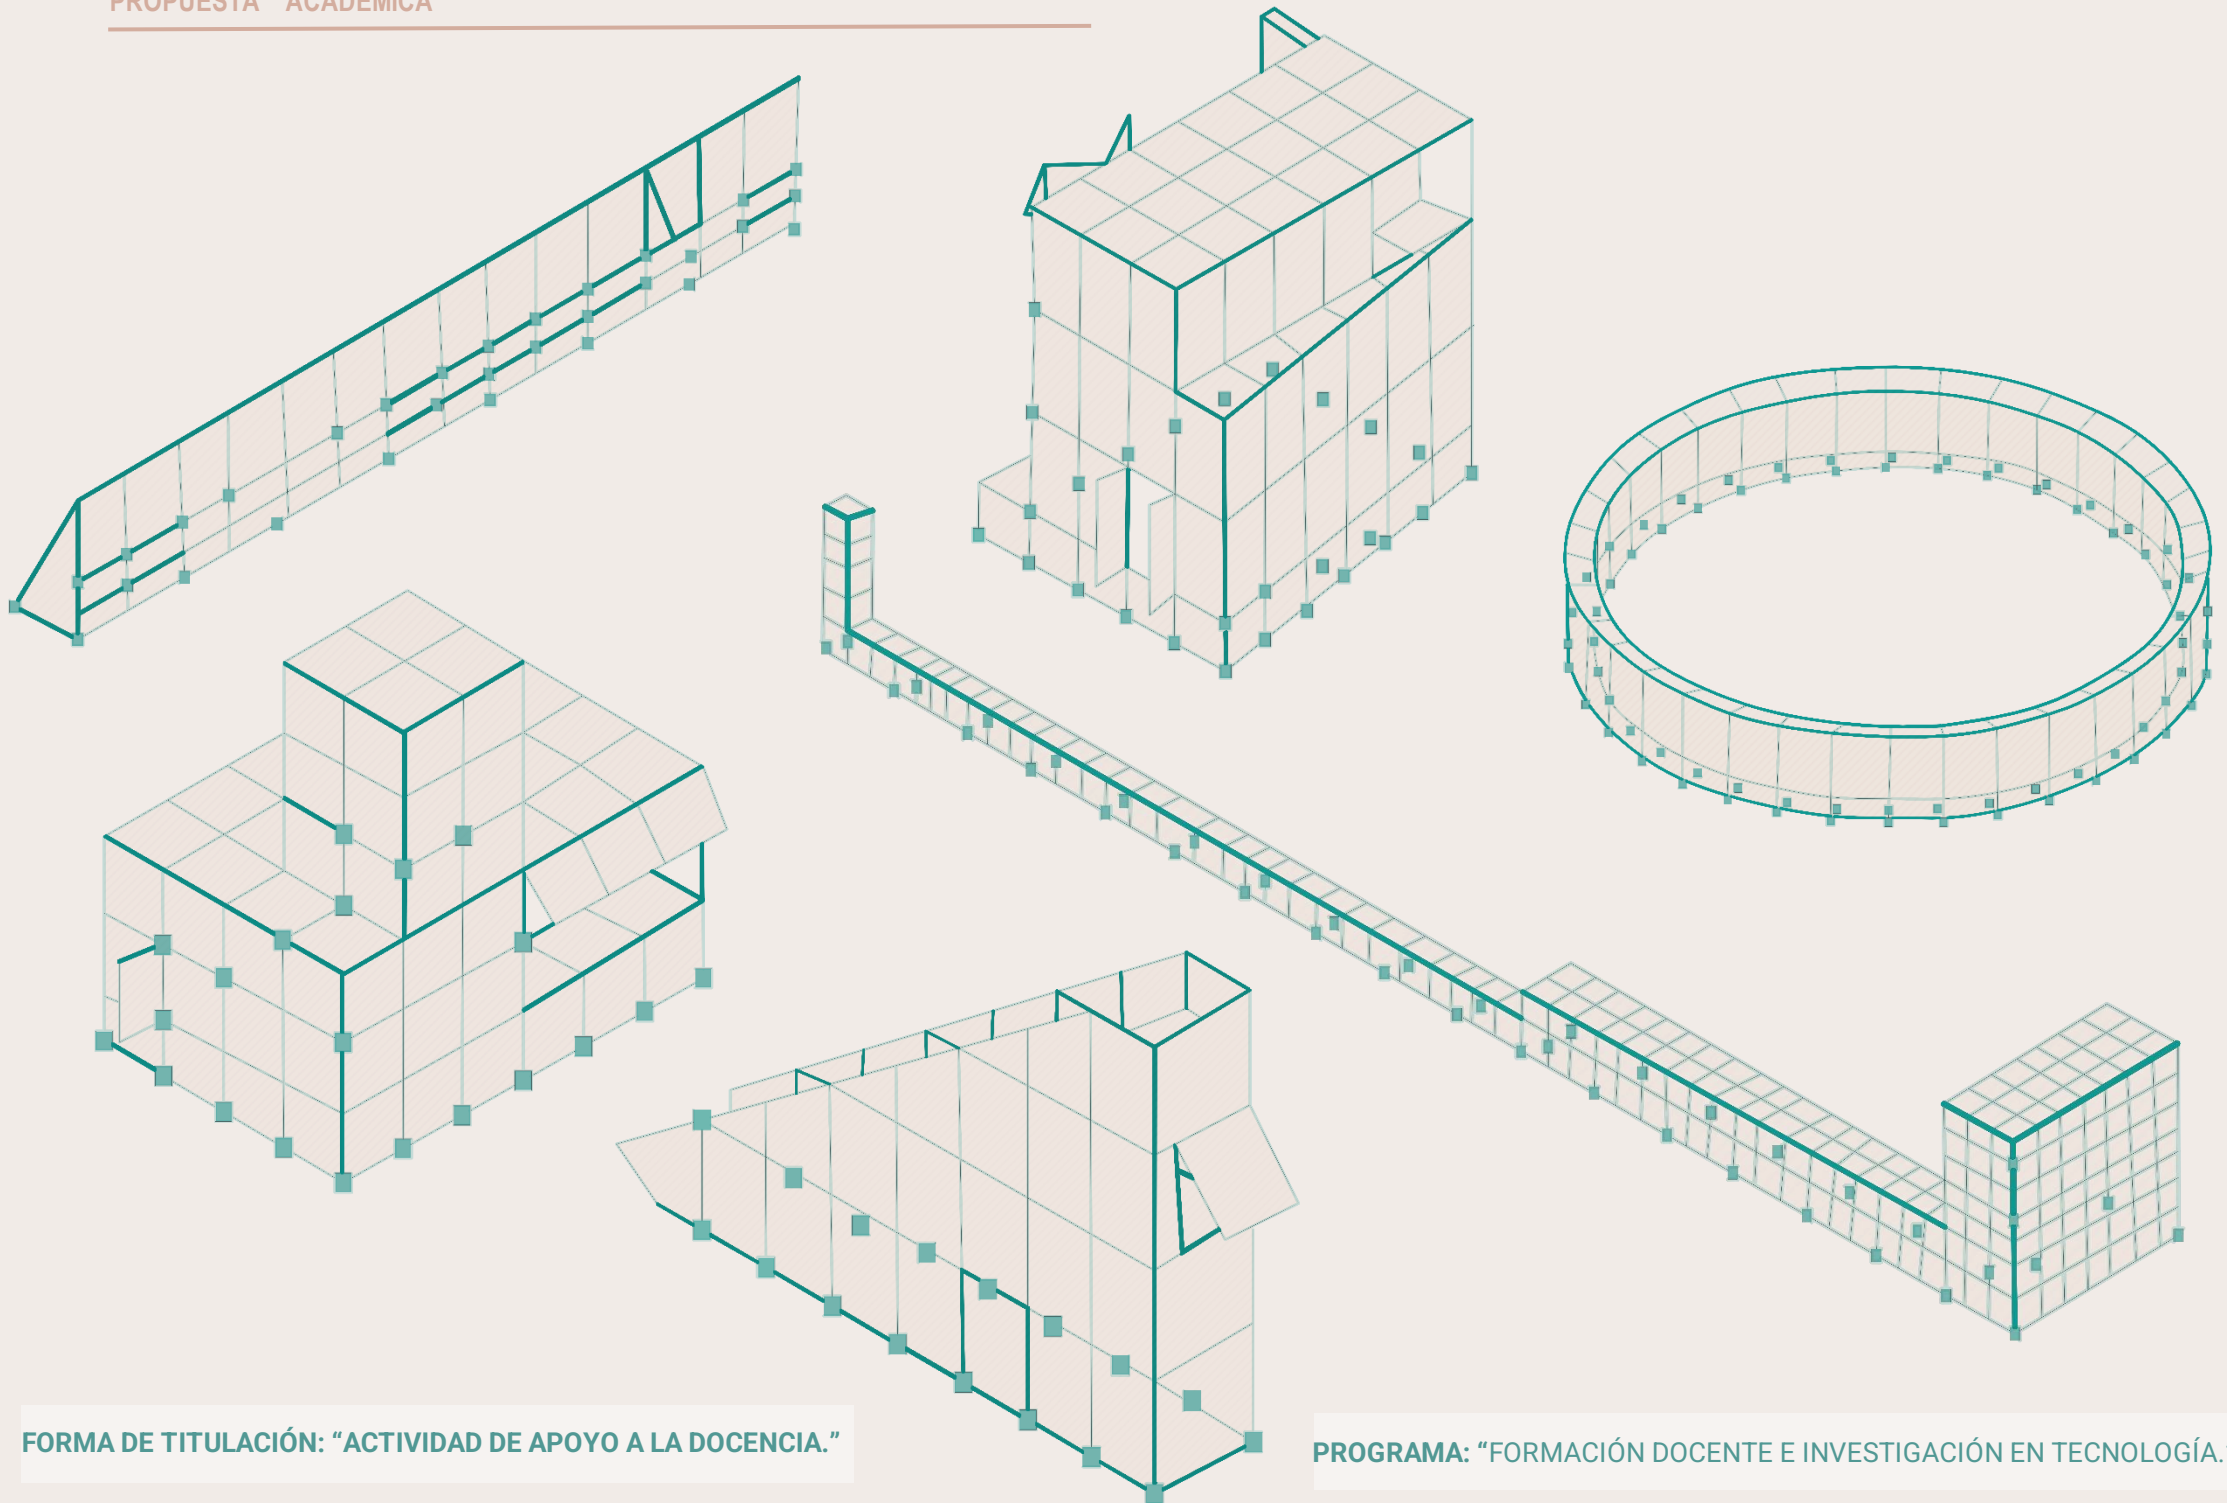 PROPUESTA ACADÉMICA
FORMA DE TITULACIÓN: “ACTIVIDAD DE APOYO A LA DOCENCIA.”
PROGRAMA: “FORMACIÓN DOCENTE E INVESTIGACIÓN EN TECNOLOGÍA.”